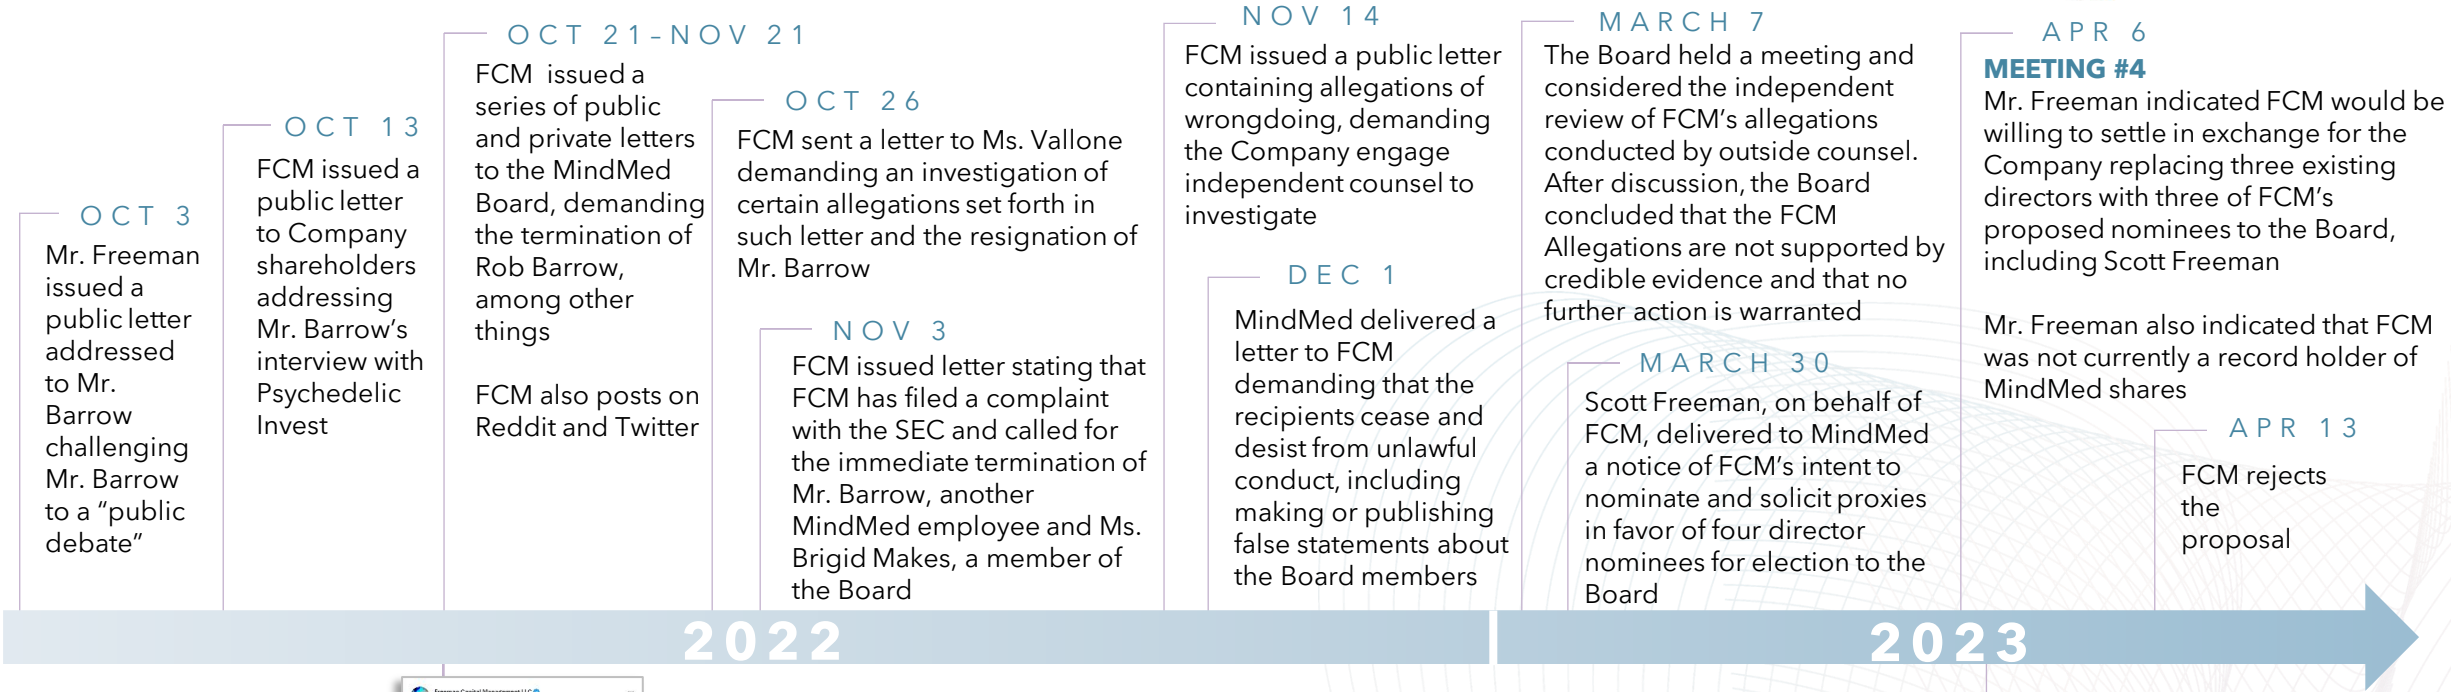 OCT 3
Mr. Freeman
issued a
public letter
addressed
to Mr.
Barrow
challenging
Mr. Barrow
to a “public
debate”
OCT 13
FCM issued a
public letter
to Company
shareholders
addressing
Mr. Barrow’s
interview with
Psychedelic
Invest
OCT 21–NOV 21
FCM issued a
series of public
and private letters
to the MindMed
Board, demanding
the termination of
Rob Barrow,
among other
things
FCM also posts on
Reddit and Twitter
OCT 26
FCM sent a letter to Ms. Vallone
demanding an investigation of
certain allegations set forth in
such letter and the resignation of
Mr. Barrow
NOV 3
FCM issued letter stating that
FCM has filed a complaint
with the SEC and called for
the immediate termination of
Mr. Barrow, another
MindMed employee and Ms.
Brigid Makes, a member of
the Board
NOV 14
FCM issued a public letter
containing allegations of
wrongdoing, demanding
the Company engage
independent counsel to
investigate
DEC 1
MindMed delivered a
letter to FCM
demanding that the
recipients cease and
desist from unlawful
conduct, including
making or publishing
false statements about
the Board members
MARCH 7
The Board held a meeting and
considered the independent
review of FCM’s allegations
conducted by outside counsel.
After discussion, the Board
concluded that the FCM
Allegations are not supported by
credible evidence and that no
further action is warranted
MARCH 30
Scott Freeman, on behalf of
FCM, delivered to MindMed
a notice of FCM’s intent to
nominate and solicit proxies
in favor of four director
nominees for election to the
Board
APR 6
MEETING #4
Mr. Freeman indicated FCM would be
willing to settle in exchange for the
Company replacing three existing
directors with three of FCM’s
proposed nominees to the Board,
including Scott Freeman
Mr. Freeman also indicated that FCM
was not currently a record holder of
MindMed shares
APR 13
FCM rejects
the
proposal
2022
2023
Freeman Capital Management LLC